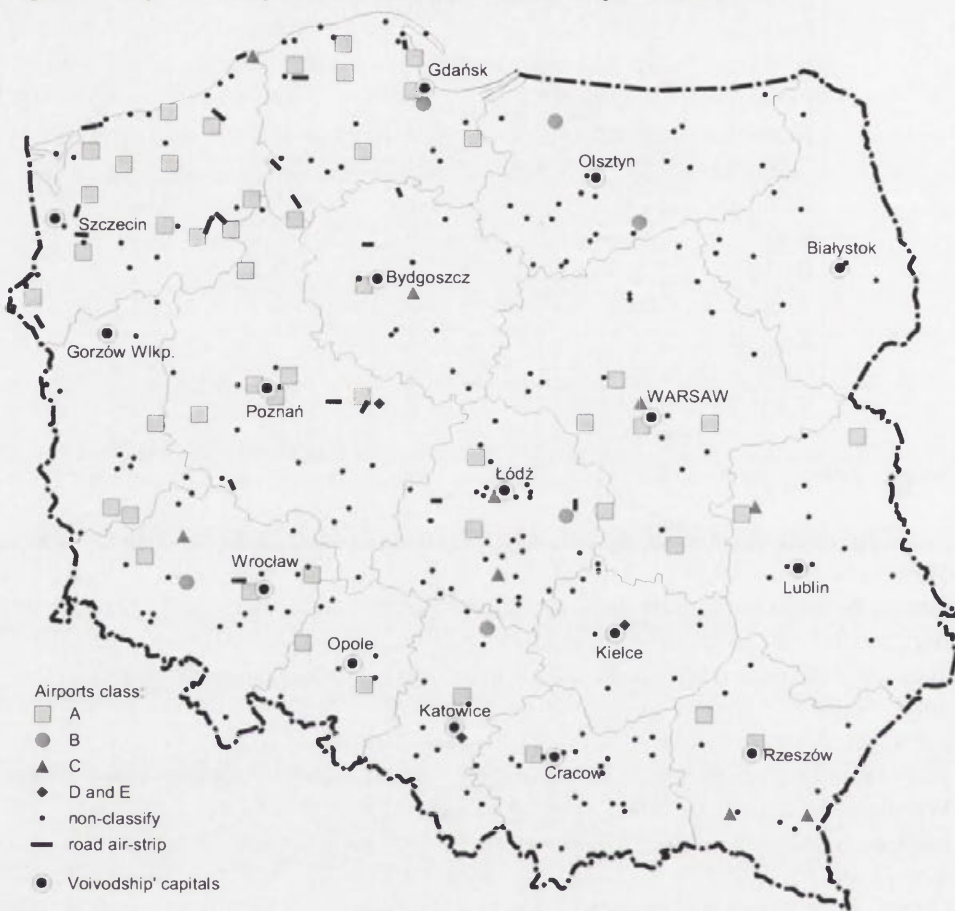 Gdańsk
Olsztyn
Szczecin
Białystok
Bydgoszcz
Gorzów Wlkp.
Poznań
WARSAW
Łódź
Wrocław
Lublin
Opole
Kielce
Katowice
Cracow
Rzeszów
Airports class:
A
B
C
D and E
non-classify
road air-strip
Voivodship' capitals